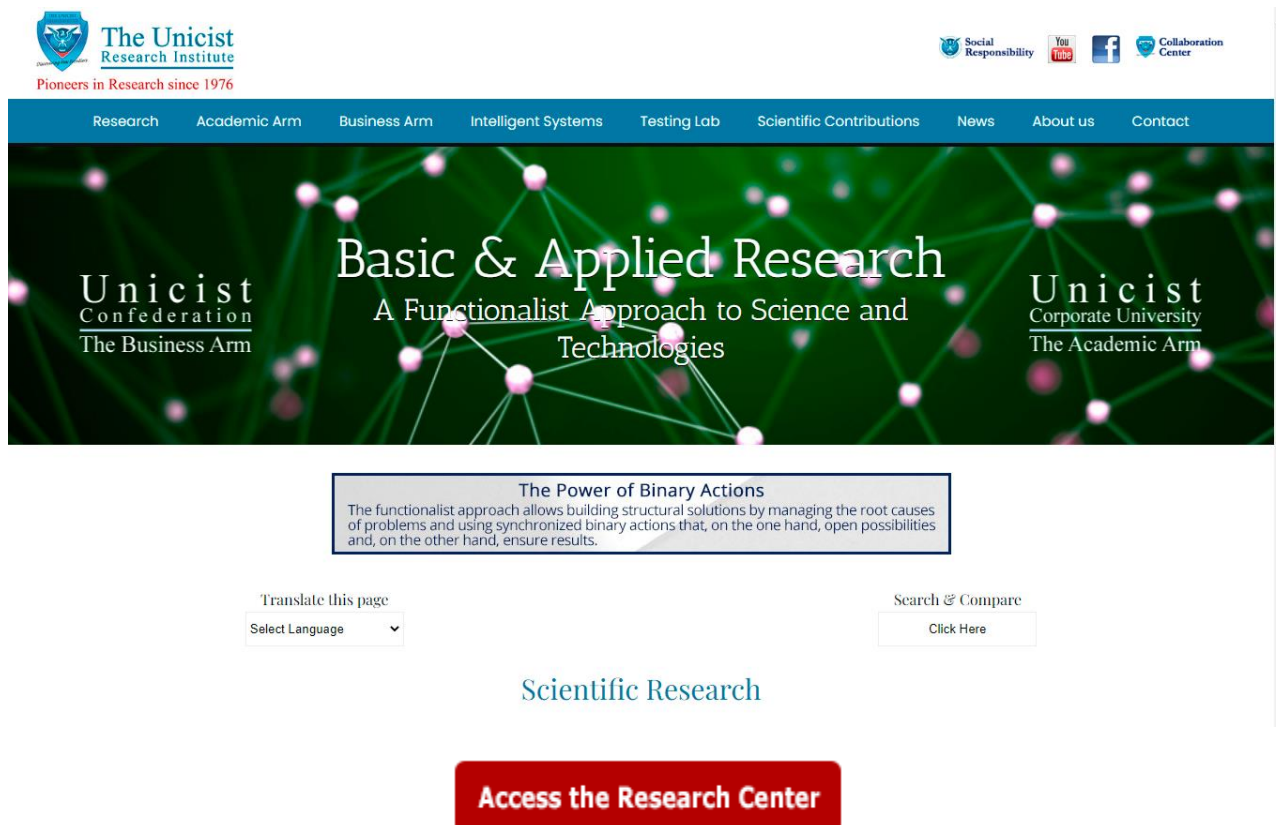 The Unicist
Research Institute
Pioneers in Research since 1976
Social
Responsibility
You
Tube
f
Collaboration
Center
Research Academic Arm Business Arm Intelligent Systems Testing Lab Scientific Contributions News About us Contact
Basic & Applied Research
A Functionalist Approach to Science and
Technologies
Unicist
Confederation
The Business Arm
Unicist
Corporate University
The Academic Arm
The Power of Binary Actions
The functionalist approach allows building structural solutions by managing the root causes
of problems and using synchronized binary actions that, on the one hand, open possibilities
and, on the other hand, ensure results.
Translate this page
Select Language
Search & Compare
Click Here
Scientific Research
Access the Research Center